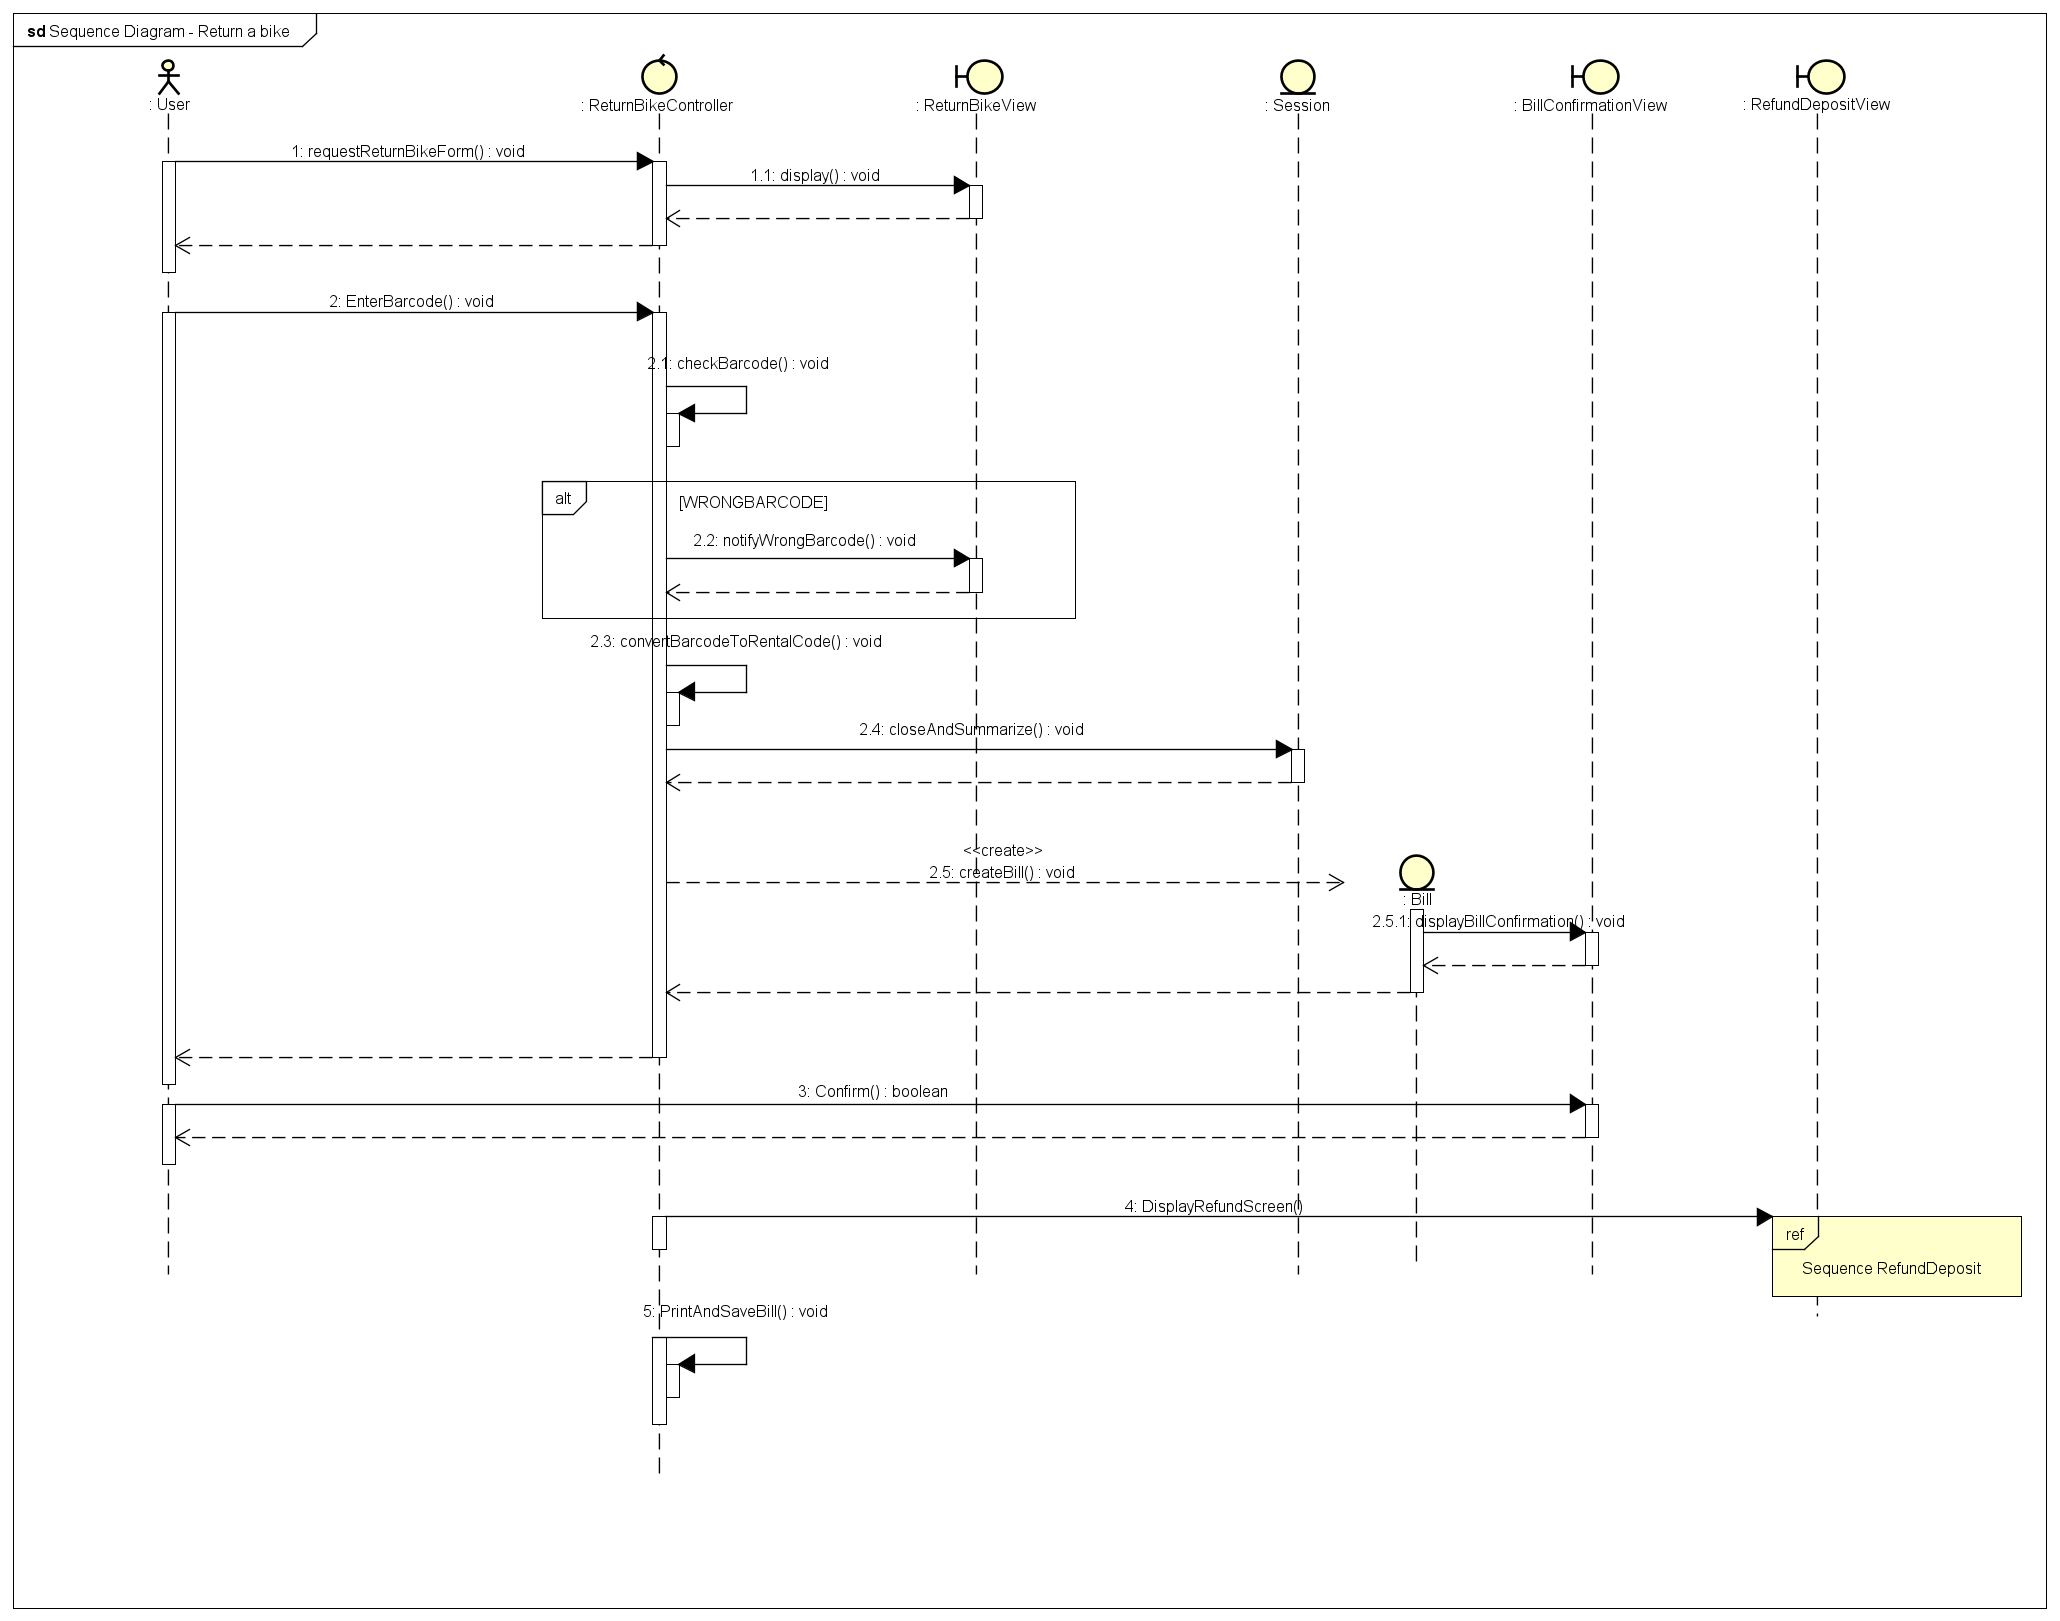 sd Sequence Diagram - Return a bike
: User
: ReturnBikeController
: ReturnBikeView
: Session
: BillConfirmationView
: RefundDepositView
1: requestReturnBikeForm() : void
1.1: display() : void
2: EnterBarcode() : void
2.1: checkBarcode() : void
alt
[WRONGBARCODE]
2.2: notifyWrongBarcode() : void
2.3: convertBarcodeToRentalCode() : void
2.4: closeAndSummarize() : void
<<create>>
2.5: createBill() : void
: Bill
2.5.1: displayBillConfirmation() : void
3: Confirm() : boolean
4: DisplayRefundScreen()
ref
Sequence RefundDeposit
5: PrintAndSaveBill() : void